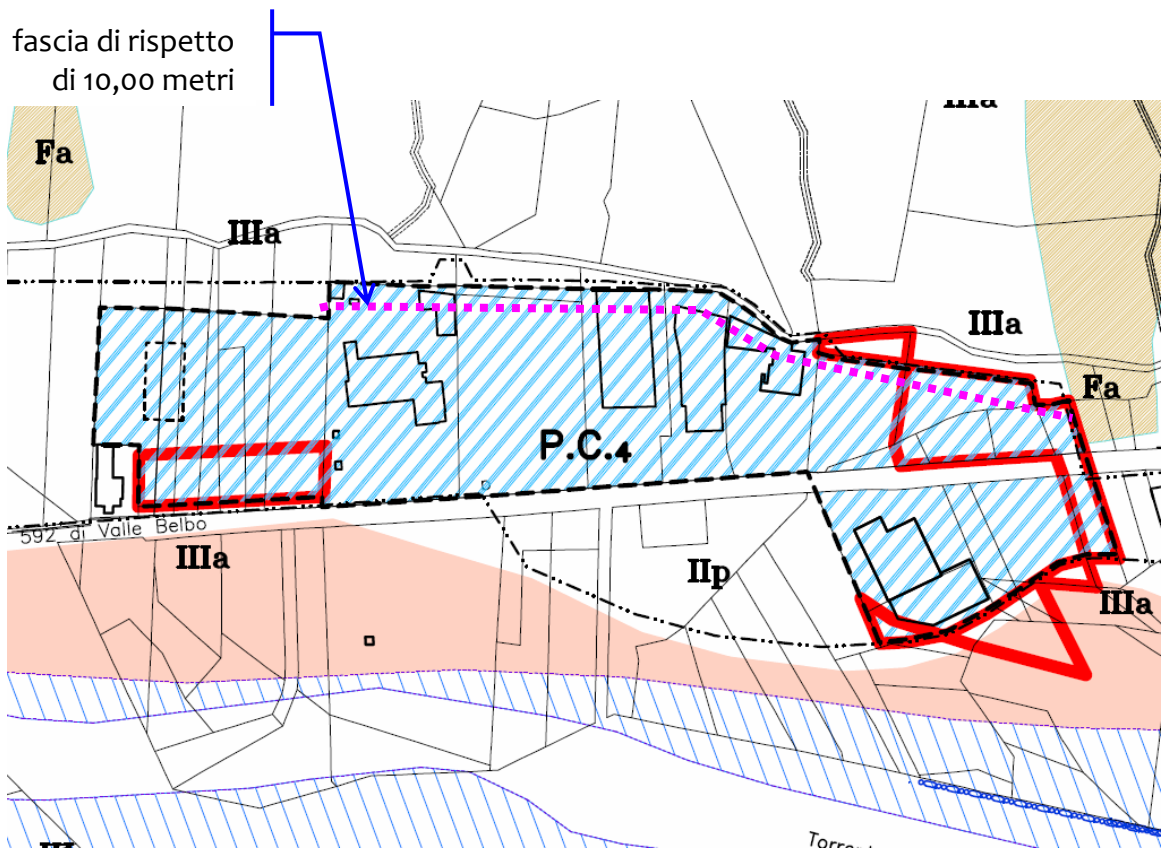 fascia di rispetto
di 10,00 metri
IIIa
Fa
IIIa
IIIa
Fa
P.C.4
592 di Valle Belbo
IIIa
IIp
IIIa